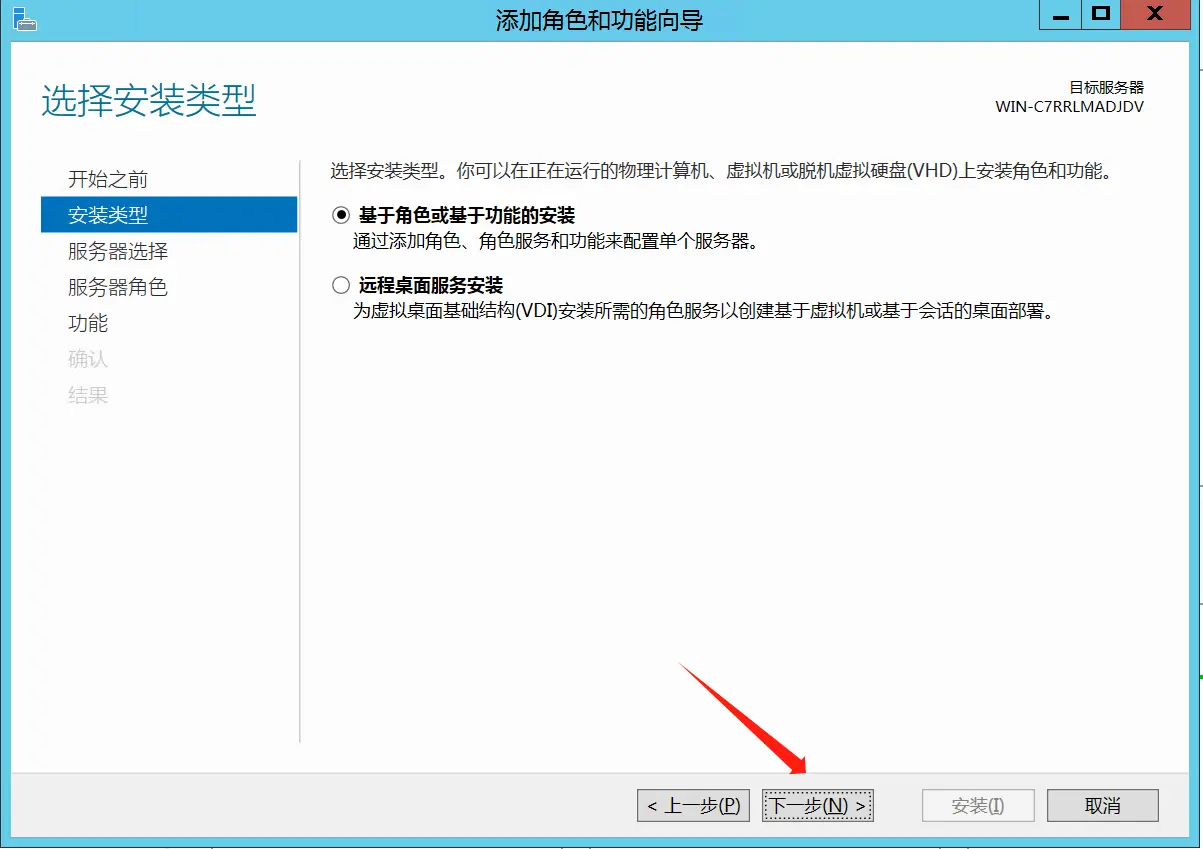 添加角色和功能向导
选择安装类型
目标服务器
WIN-C7RRLMADJDV
开始之前
安装类型
服务器选择
服务器角色
功能
确认
结果
选择安装类型。你可以在正在运行的物理计算机、虚拟机或脱机虚拟硬盘(VHD)上安装角色和功能。
基于角色或基于功能的安装
通过添加角色、角色服务和功能来配置单个服务器。
远程桌面服务安装
为虚拟桌面基础结构(VDI)安装所需的角色服务以创建基于虚拟机或基于会话的桌面部署。
< 上一步(P)
下一步(N) >
安装(I)
取消